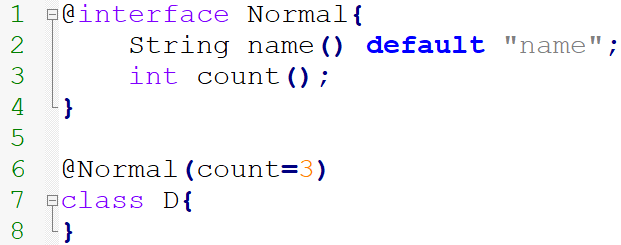 1 @interface Normal{
2     String name() default "name";
3     int count();
4 }
5
6 @Normal(count=3)
7 class D{
8 }